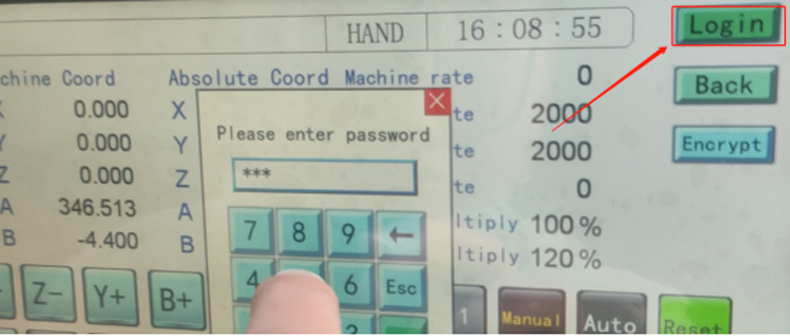 HAND 16:08:55 Login
chine Coord Absolute Coord Machine rate 0
Back
0.000 X te 2000
Please enter password
0.000 Y te 2000 Encrypt
***
Z 0.000 Z te 0
A 346.513 A ltiply 100%
7 8 9 ←
B -4.400 B ltiply 120%
4 6 Esc
Z- Y+ B+ 1 Manual Auto Reset